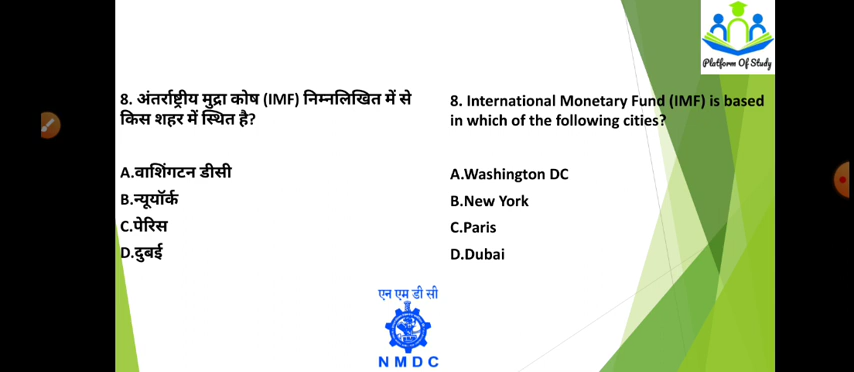 Platform Of Study
8. अंतर्राष्ट्रीय मुद्रा कोष (IMF) निम्नलिखित में से
किस शहर में स्थित है?
A.वाशिंगटन डीसी
B.न्यूयॉर्क
C.पेरिस
D.दुबई
8. International Monetary Fund (IMF) is based
in which of the following cities?
A.Washington DC
B.New York
C.Paris
D.Dubai
एन एम डी सी
NMDC